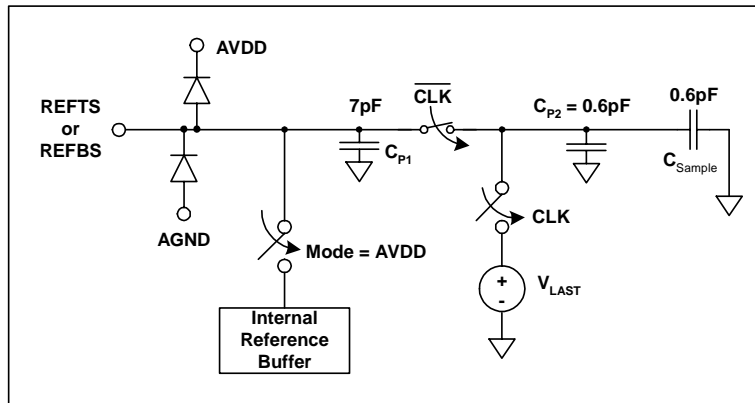 AVDD
REFTS
or
REFBS
AGND
7pF
C_P1
CLK
C_P2 = 0.6pF
0.6pF
C_Sample
Mode = AVDD
CLK
V_LAST
+
-
Internal
Reference
Buffer